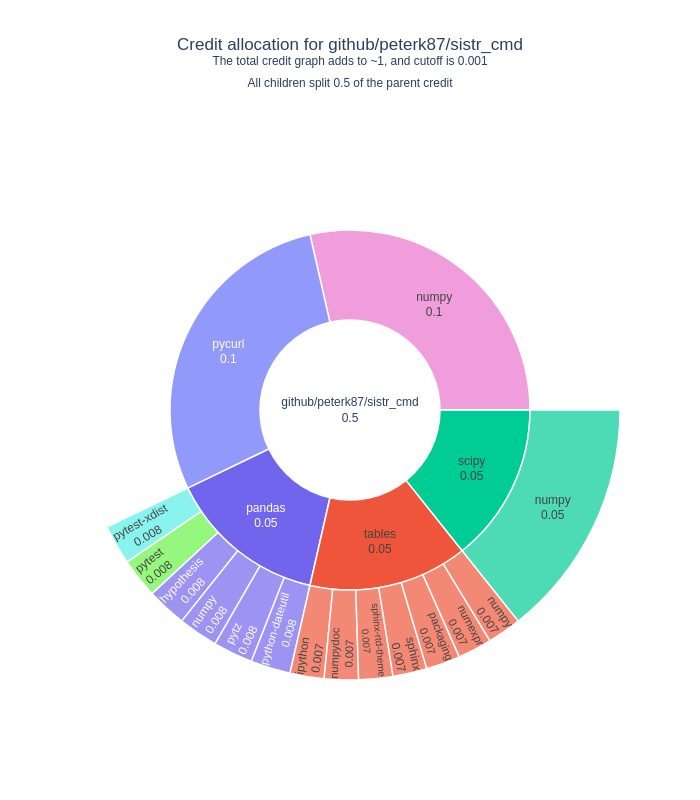 Credit allocation for github/peterk87/sistr_cmd
The total credit graph adds to ~1, and cutoff is 0.001
All children split 0.5 of the parent credit
numpy
0.1
pycurl
0.1
github/peterk87/sistr_cmd
0.5
scipy
0.05
numpy
0.05
pandas
0.05
tables
0.05
pytest-xdist
0.008
pytest
0.008
hypothesis
0.008
numpy
0.008
pytz
0.008
python-dateutil
0.008
ipython
0.007
numpydoc
0.007
sphinx-rtd-theme
0.007
sphinx
0.007
packaging
0.007
numexpr
0.007
numpy
0.007